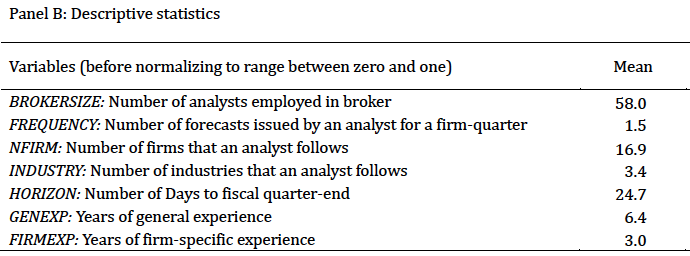 Panel B: Descriptive statistics
Variables (before normalizing to range between zero and one) Mean
BROKERSIZE: Number of analysts employed in broker 58.0
FREQUENCY: Number of forecasts issued by an analyst for a firm-quarter 1.5
NFIRM: Number of firms that an analyst follows 16.9
INDUSTRY: Number of industries that an analyst follows 3.4
HORIZON: Number of Days to fiscal quarter-end 24.7
GENEXP: Years of general experience 6.4
FIRMEXP: Years of firm-specific experience 3.0